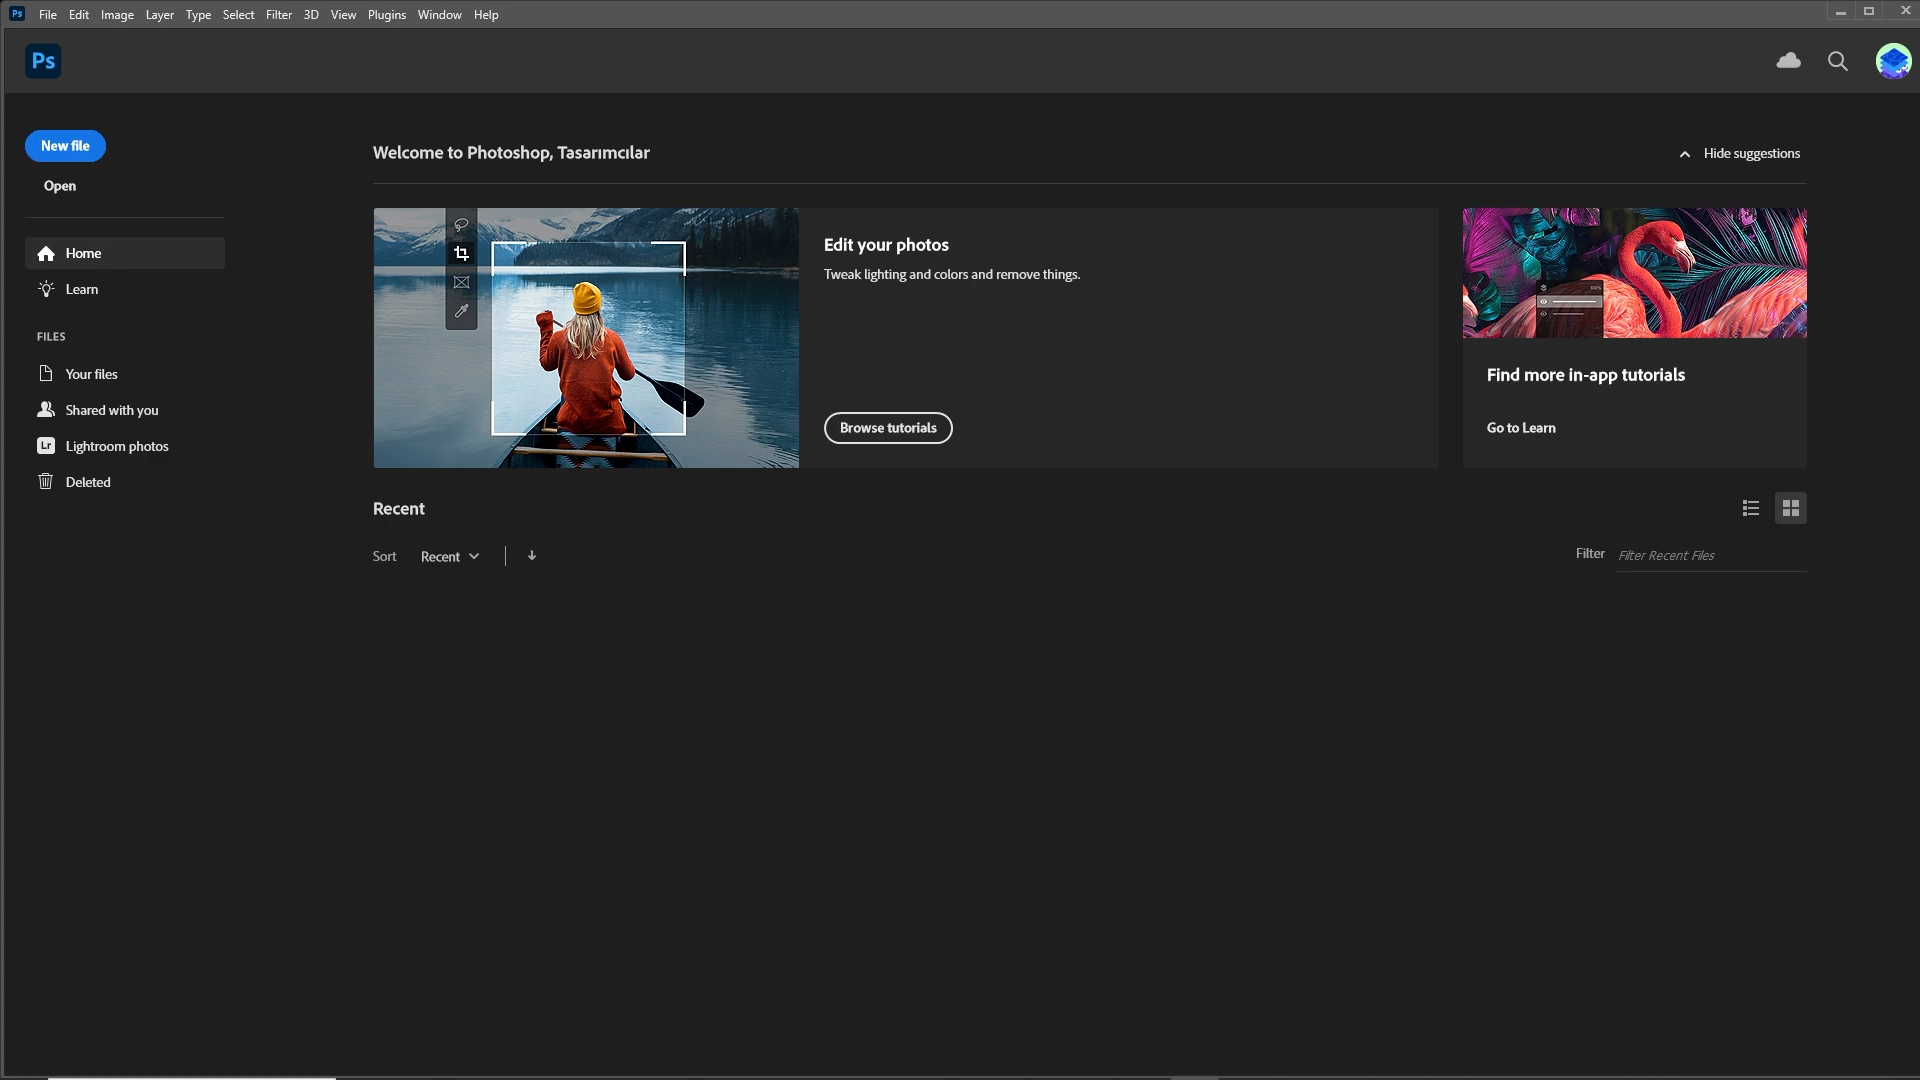 Ps File Edit Image Layer Type Select Filter 3D View Plugins Window Help
Ps
New file
Open
Home
Learn
FILES
Your files
Shared with you
Lr Lightroom photos
Deleted
Welcome to Photoshop, Tasarımcılar
Hide suggestions
Edit your photos
Tweak lighting and colors and remove things.
Browse tutorials
100%
Find more in-app tutorials
Go to Learn
Recent
Sort Recent
Filter Filter Recent Files